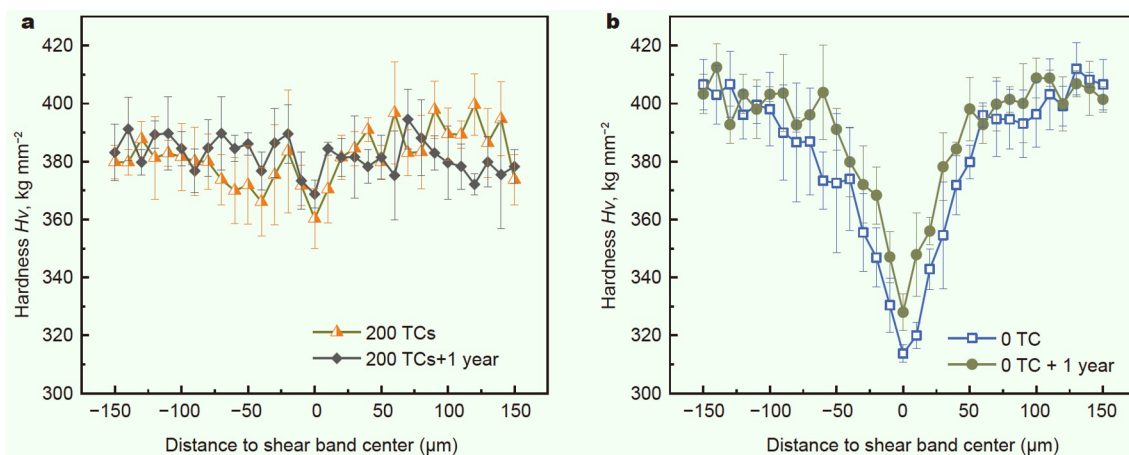 a
Hardness Hv, kg mm⁻²
420
400
380
360
340
320
300
200 TCs
200 TCs+1 year
−150
−100
−50
0
50
100
150
Distance to shear band center (μm)
b
Hardness Hv, kg mm⁻²
420
400
380
360
340
320
300
0 TC
0 TC + 1 year
−150
−100
−50
0
50
100
150
Distance to shear band center (μm)